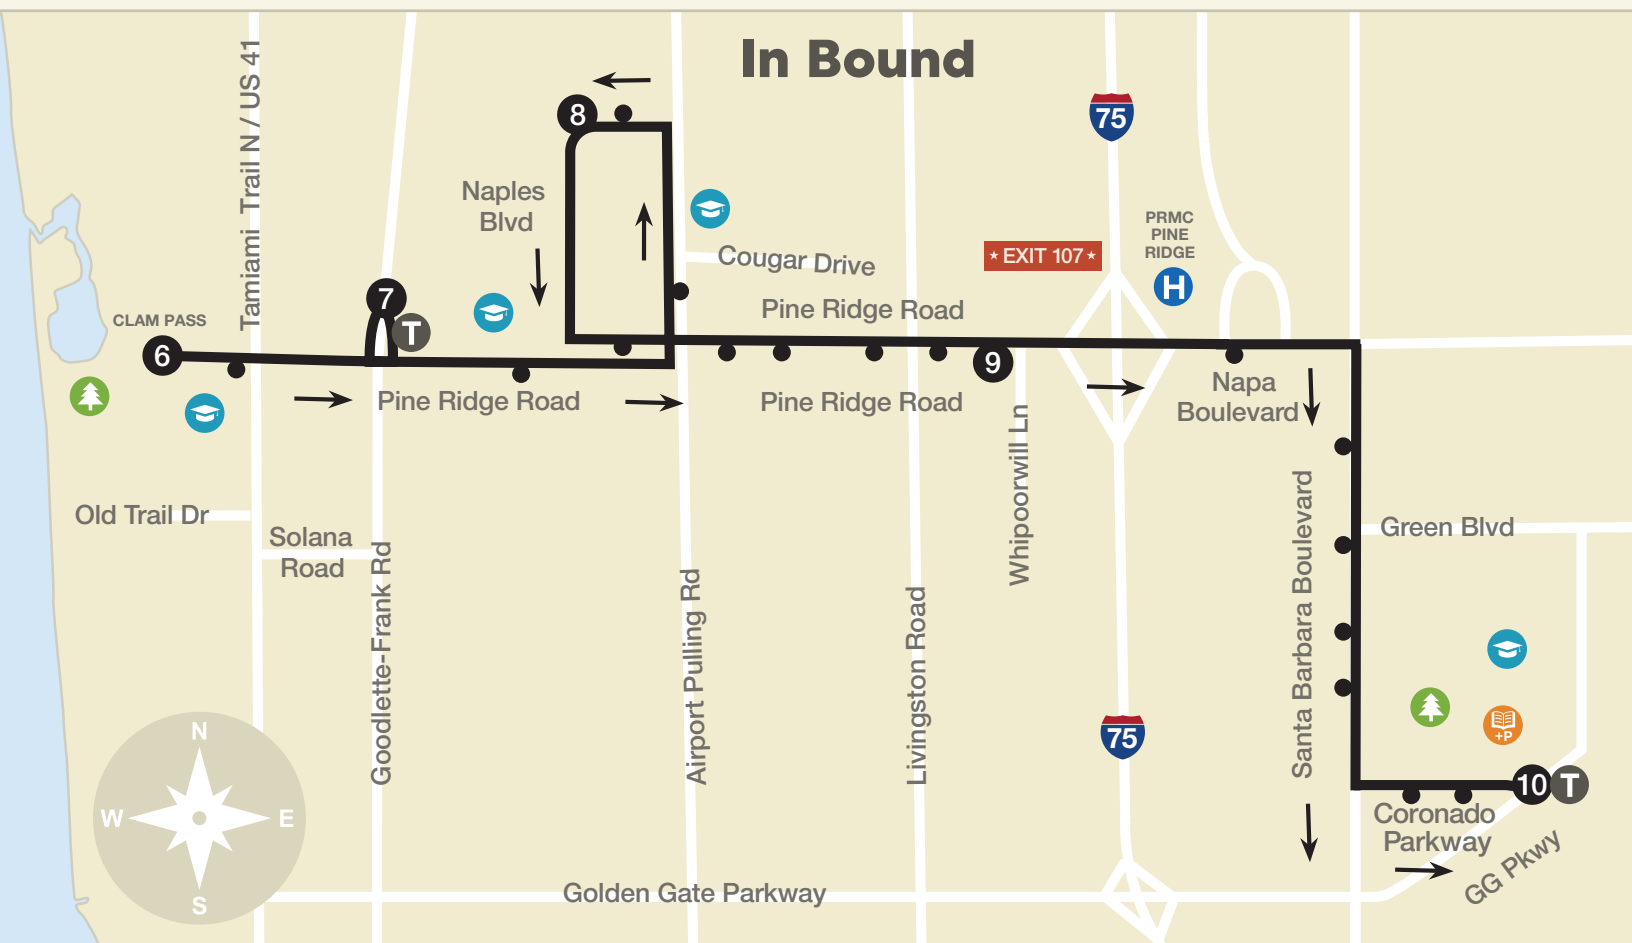 In Bound
Tamiami Trail N / US 41
8
75
Naples
Blvd
PRMC
PINE
RIDGE
H
★ EXIT 107 ★
Cougar Drive
Pine Ridge Road
CLAM PASS
6
7
T
9
Pine Ridge Road
Pine Ridge Road
Napa
Boulevard
Whipoorwill Ln
Old Trail Dr
Solana
Road
Goodlette-Frank Rd
Airport Pulling Rd
Livingston Road
Santa Barbara Boulevard
Green Blvd
75
+P
10
T
Coronado
Parkway
GG Pkwy
Golden Gate Parkway
N
W
E
S